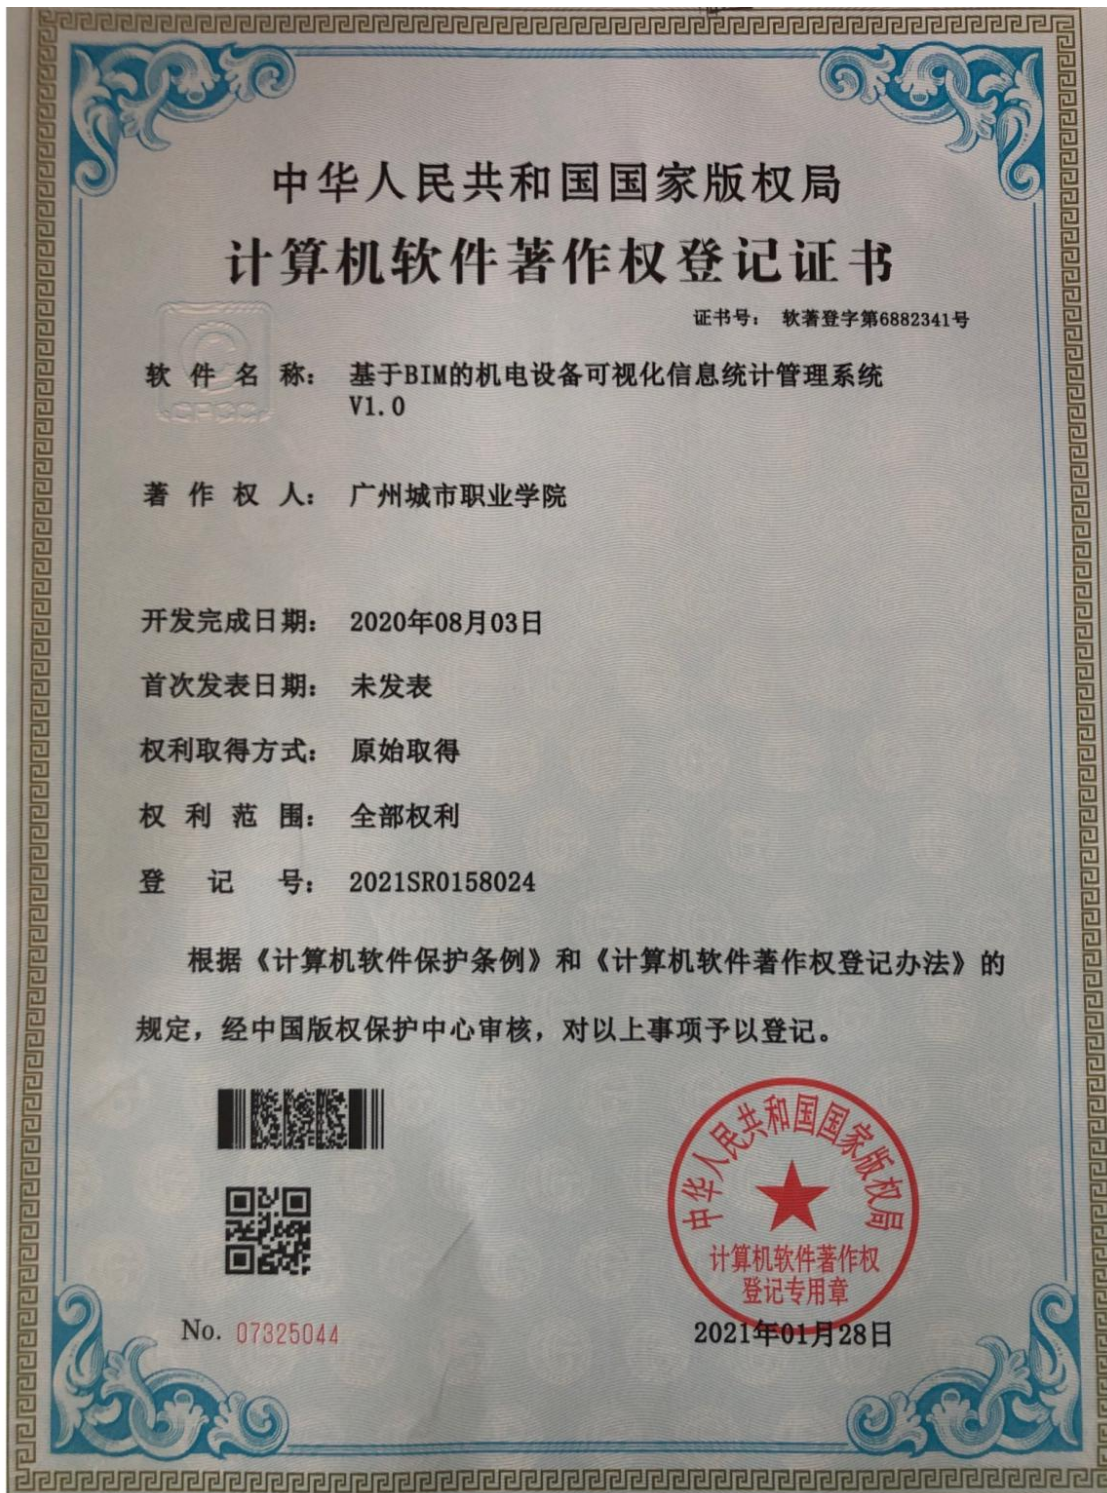 中华人民共和国国家版权局
计算机软件著作权登记证书
证书号： 软著登字第6882341号
软件名称： 基于BIM的机电设备可视化信息统计管理系统
V1.0
著作权人： 广州城市职业学院
开发完成日期： 2020年08月03日
首次发表日期： 未发表
权利取得方式： 原始取得
权利范围： 全部权利
登记号： 2021SR0158024
根据《计算机软件保护条例》和《计算机软件著作权登记办法》的
规定，经中国版权保护中心审核，对以上事项予以登记。
中华人民共和国国家版权局
计算机软件著作权
登记专用章
No. 07325044
2021年01月28日
CPCC